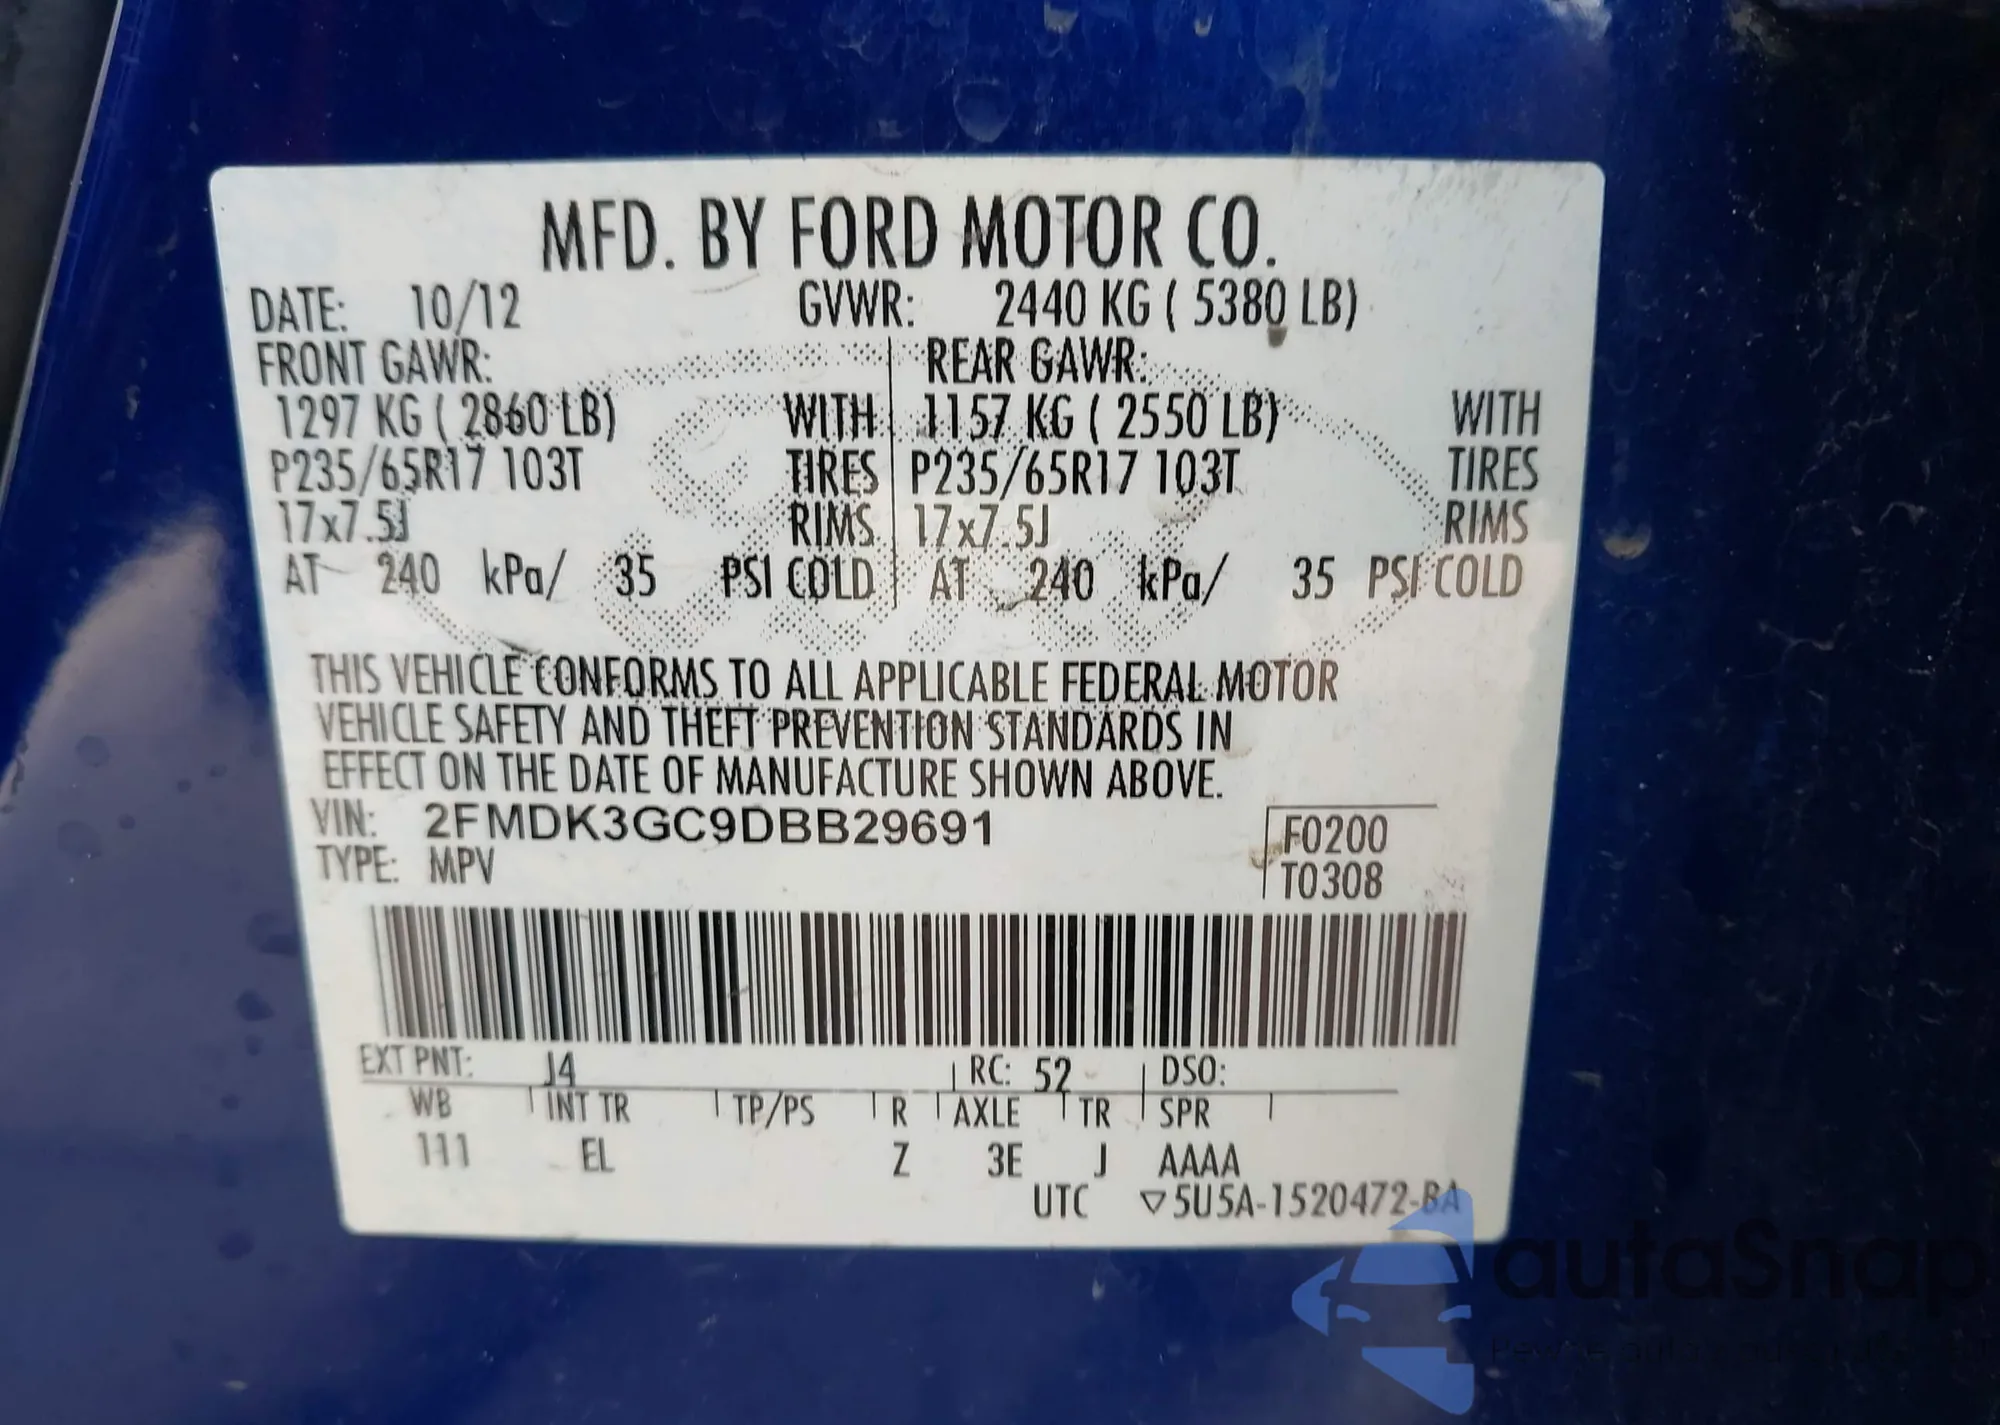 MFD. BY FORD MOTOR CO.
DATE: 10/12 GVWR: 2440 KG ( 5380 LB)
FRONT GAWR: REAR GAWR:
1297 KG ( 2860 LB) WITH 1157 KG ( 2550 LB) WITH
P235/65R17 103T TIRES P235/65R17 103T TIRES
17x7.5J RIMS 17x7.5J RIMS
AT 240 kPa/ 35 PSI COLD AT 240 kPa/ 35 PSI COLD
THIS VEHICLE CONFORMS TO ALL APPLICABLE FEDERAL MOTOR
VEHICLE SAFETY AND THEFT PREVENTION STANDARDS IN
EFFECT ON THE DATE OF MANUFACTURE SHOWN ABOVE.
VIN: 2FMDK3GC9DBB29691 F0200
TYPE: MPV T0308
EXT PNT: J4 RC: 52 DSO:
WB INT TR TP/PS R AXLE TR SPR
111 EL Z 3E J AAAA
UTC ▽5U5A-1520472-BA
autaSnap